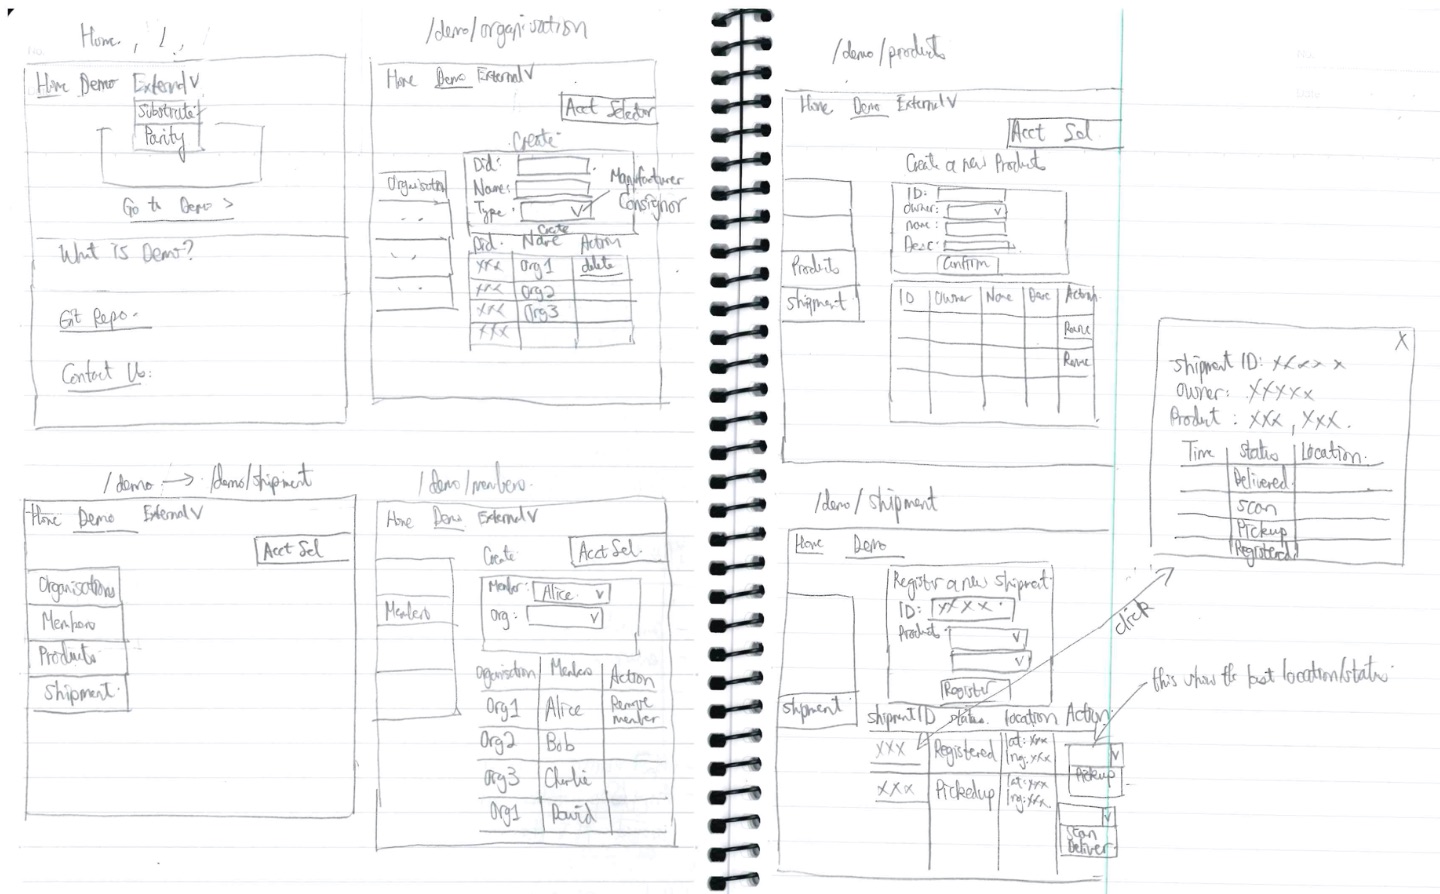 Home, /,
Home Demo External V
Substrate
Parity
Go to Demo >
What is Demo?
Git Repo.
Contact Us.
/demo/organisation
Home Demo External V
Acct Selector
Create
Did:
Name:
Type: V
Manufacturer
Consignor
Create
Organisation
Did. Name Action
xxx Org1 delete
xxx Org2
xxx Org3
xxx
/demo → /demo/shipment
Home Demo External V
Acct Sel
Organisations
Members
Products
Shipment.
/demo/members.
Home Demo External V
Create Acct Sel.
Member: Alice. V
Org: V
Members
Organisation Members Action
Org1 Alice Remove member
Org2 Bob
Org3 Charlie
Org1 David
/demo/products
Home Demo External V
Acct Sel.
Create a new Product
ID:
Owner: V
name:
Desc:
Confirm
Products
Shipment
ID Owner Name Desc Action
/demo/shipment
Home Demo
Register a new shipment
ID: xxxx.
Products V
V
Register
Shipment.
shipment ID status. location Action.
xxx Registered lat: xxx lng: xxx V
Pickup
xxx Pickedup lat: xxx lng: xxx V
Scan
Deliver.
click
this show the last location/status
X
Shipment ID: xxxxx
Owner: xxxxx
Product: xxx, xxx.
Time status Location.
Delivered.
Scan
Pickup
Registered.